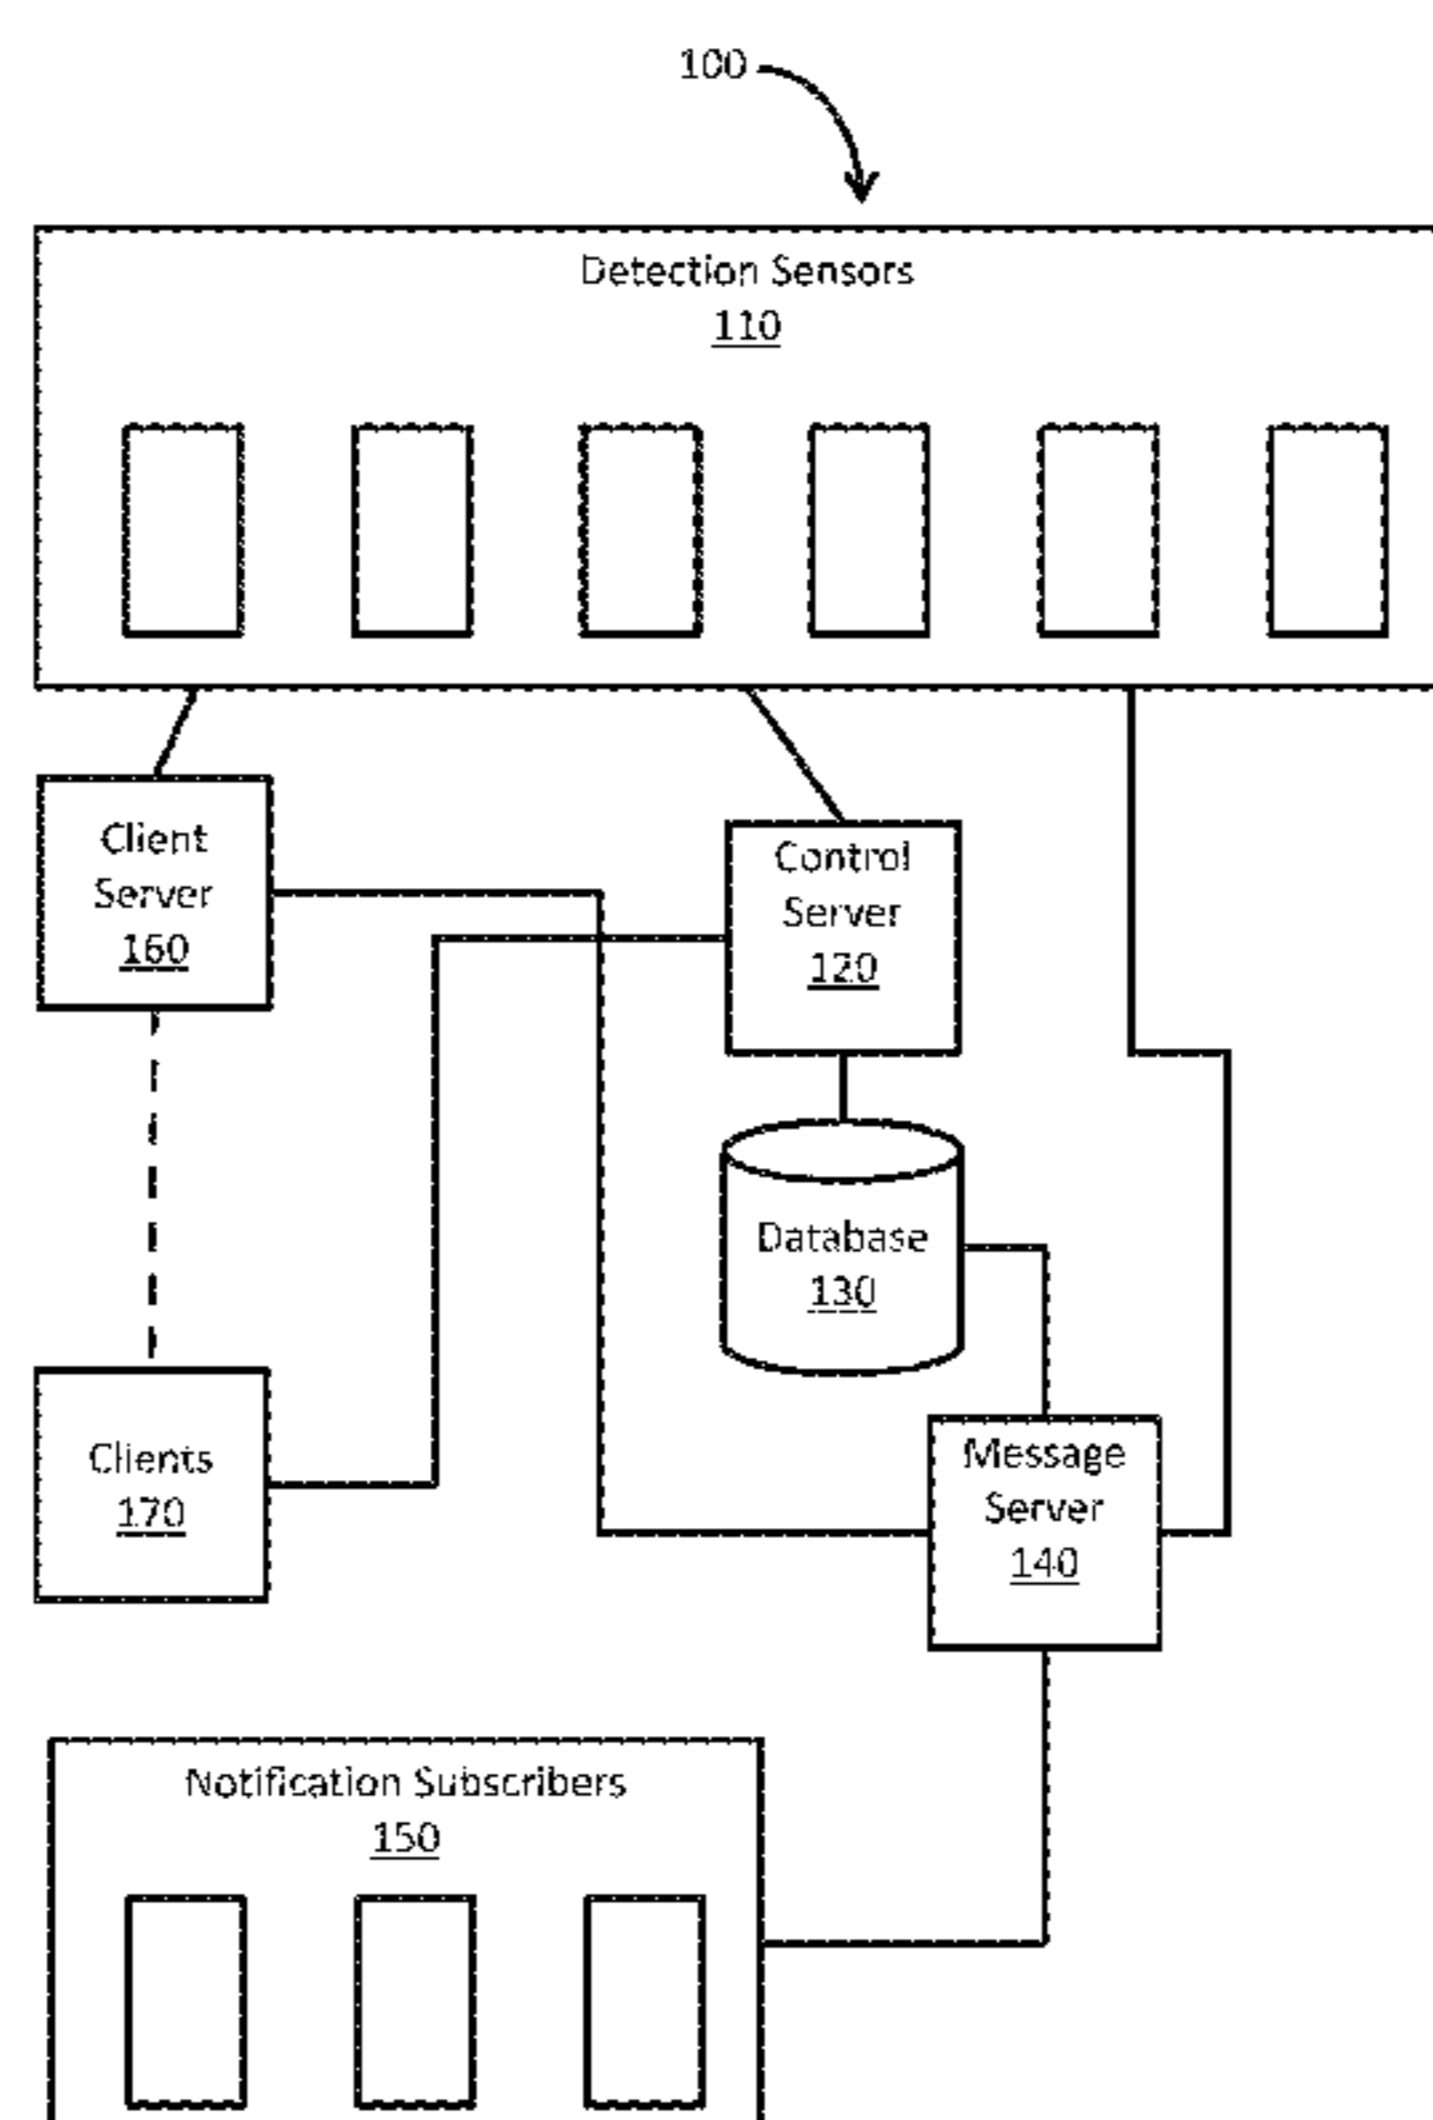 100
Detection Sensors
110
Client
Server
160
Control
Server
120
Database
130
Clients
170
Message
Server
140
Notification Subscribers
150